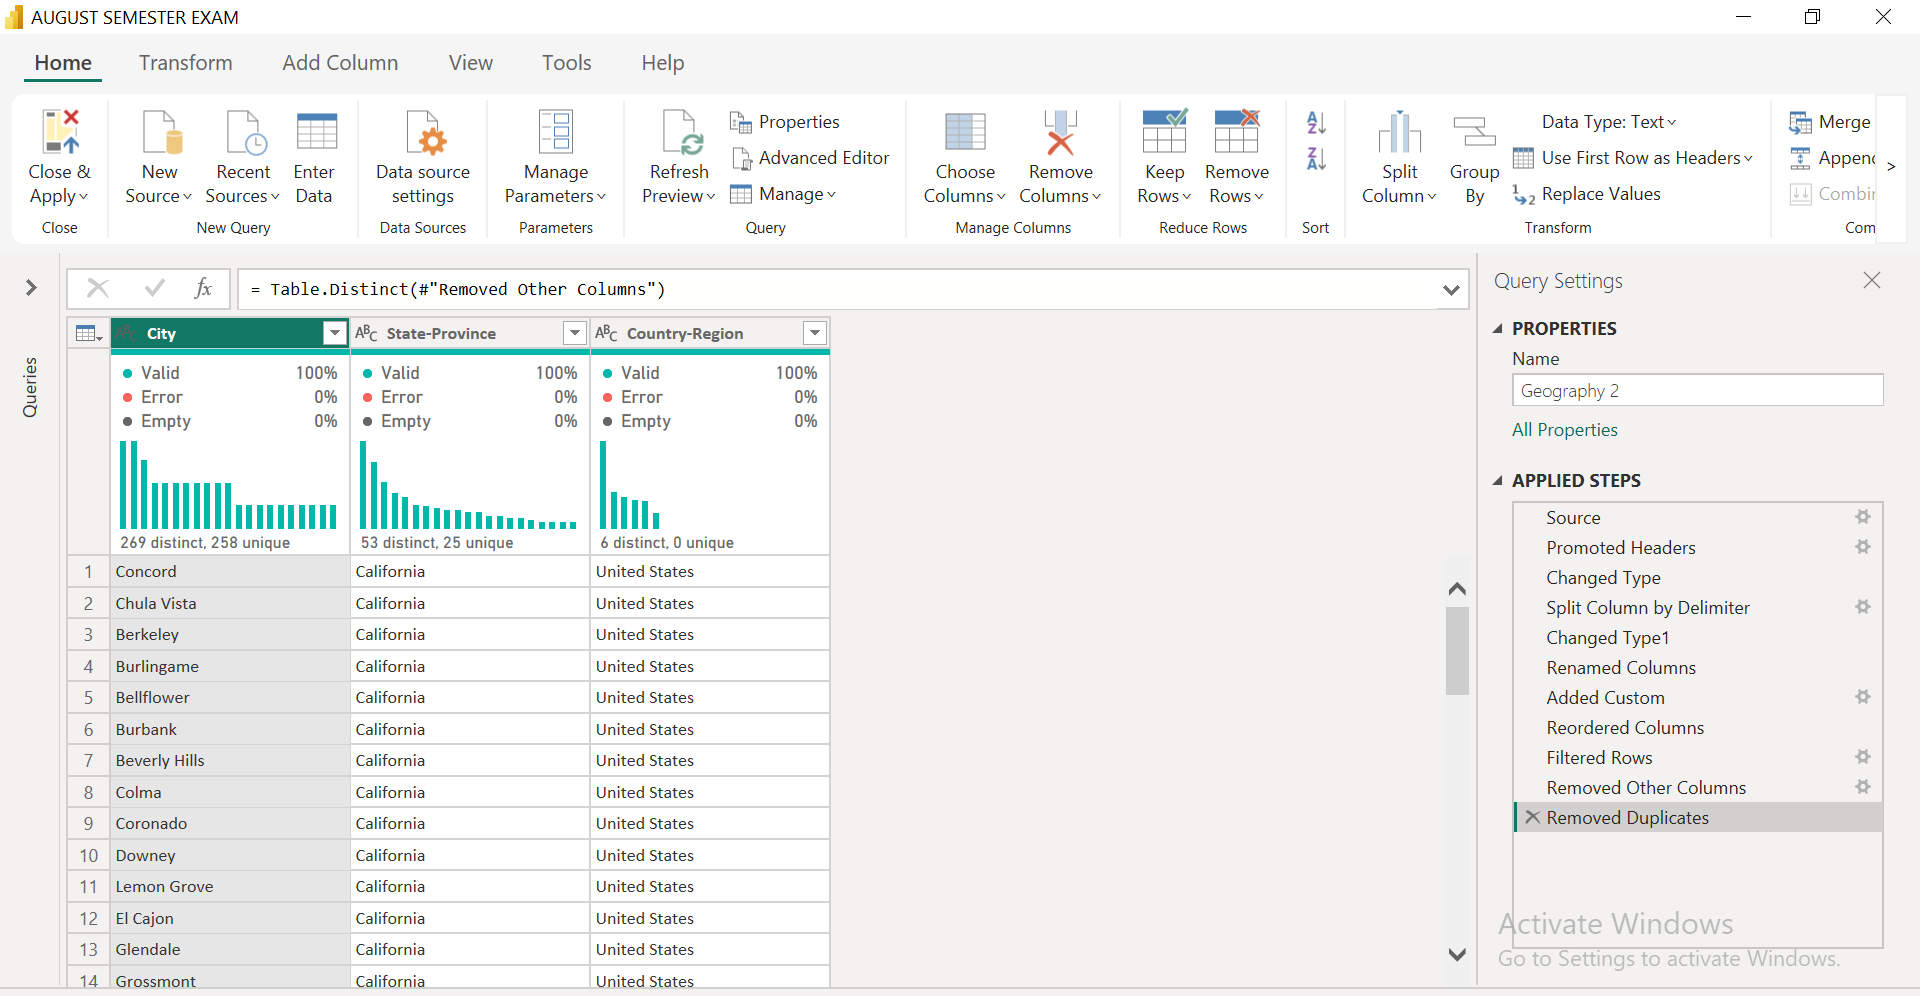 AUGUST SEMESTER EXAM
Home Transform Add Column View Tools Help
Close & Apply
Close
New Source
Recent Sources
Enter Data
New Query
Data source settings
Data Sources
Manage Parameters
Parameters
Refresh Preview
Properties
Advanced Editor
Manage
Query
Choose Columns
Remove Columns
Manage Columns
Keep Rows
Remove Rows
Reduce Rows
Sort
Split Column
Group By
Data Type: Text
Use First Row as Headers
Replace Values
Transform
Merge
Appen
Combin
Com
Queries
fx
= Table.Distinct(#"Removed Other Columns")
City State-Province Country-Region
Valid 100% Valid 100% Valid 100%
Error 0% Error 0% Error 0%
Empty 0% Empty 0% Empty 0%
269 distinct, 258 unique 53 distinct, 25 unique 6 distinct, 0 unique
1 Concord California United States
2 Chula Vista California United States
3 Berkeley California United States
4 Burlingame California United States
5 Bellflower California United States
6 Burbank California United States
7 Beverly Hills California United States
8 Colma California United States
9 Coronado California United States
10 Downey California United States
11 Lemon Grove California United States
12 El Cajon California United States
13 Glendale California United States
14 Grossmont California United States
Query Settings
PROPERTIES
Name
Geography 2
All Properties
APPLIED STEPS
Source
Promoted Headers
Changed Type
Split Column by Delimiter
Changed Type1
Renamed Columns
Added Custom
Reordered Columns
Filtered Rows
Removed Other Columns
Removed Duplicates
Activate Windows
Go to Settings to activate Windows.